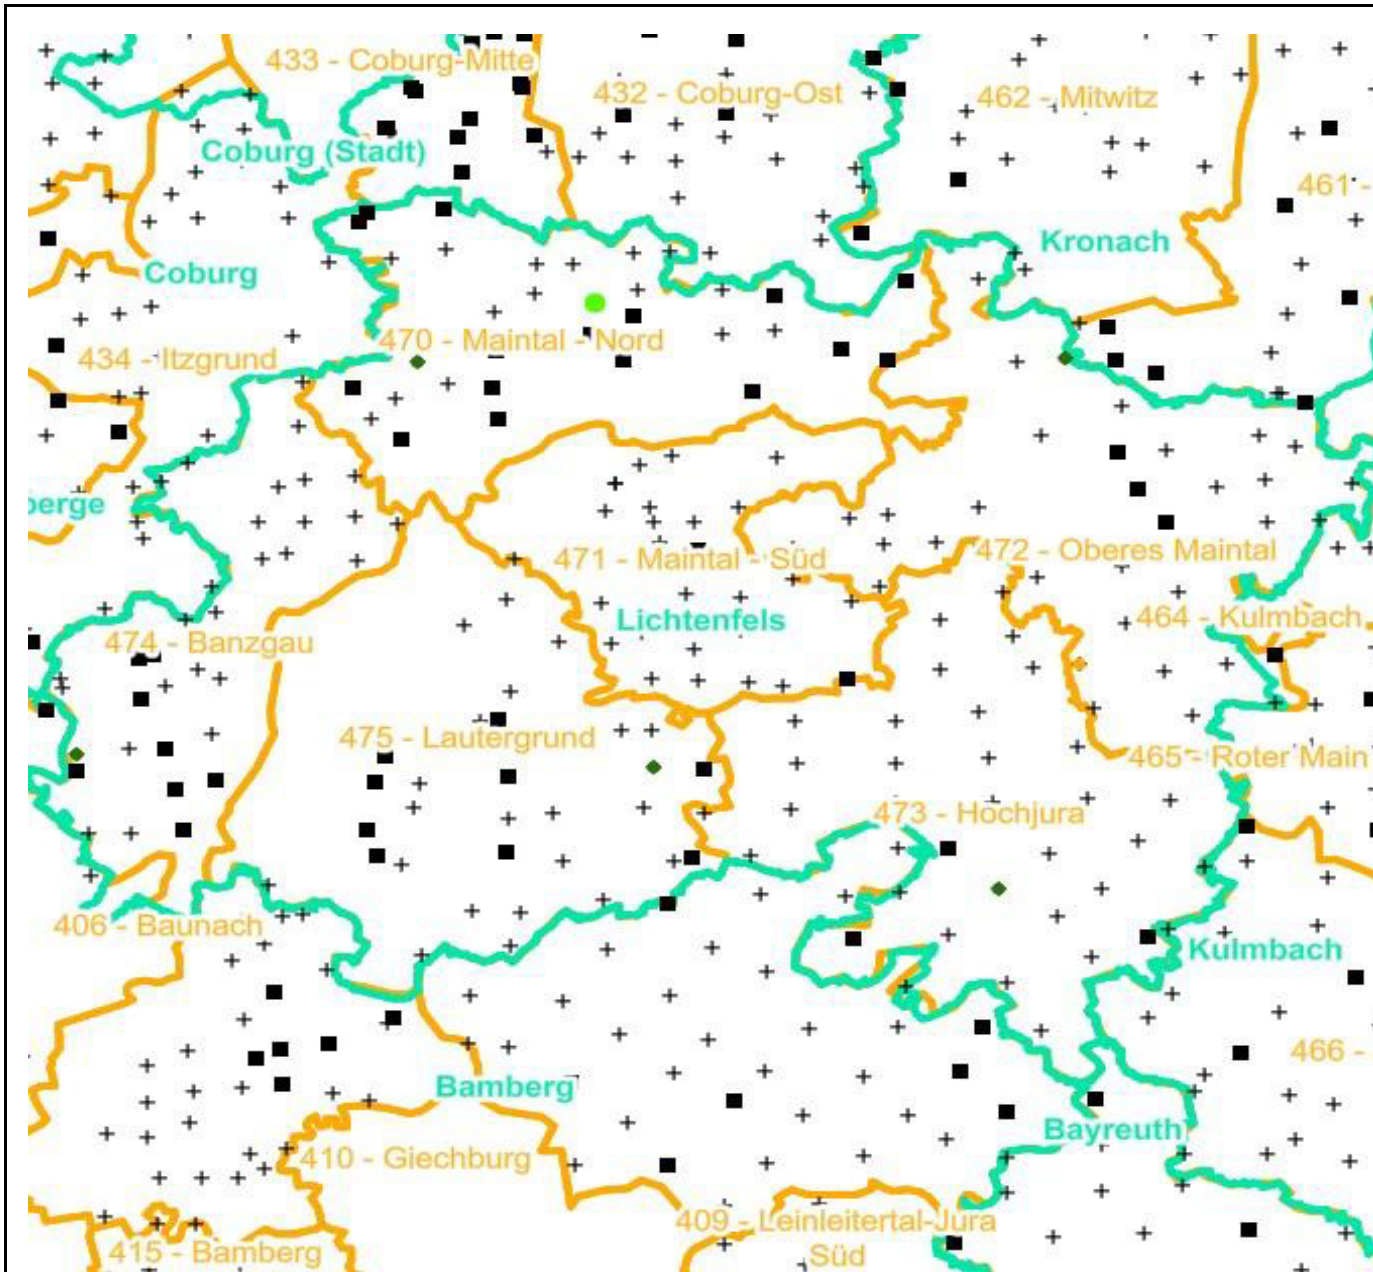 433 - Coburg-Mitte
432 - Coburg-Ost
462 - Mitwitz
Coburg (Stadt)
461 -
Kronach
Coburg
470 - Maintal - Nord
434 - Itzgrund
berge
471 - Maintal - Süd
472 - Oberes Maintal
Lichtenfels
464 - Kulmbach
474 - Banzgau
475 - Lautergrund
465 - Roter Main
473 - Hochjura
406 - Baunach
Kulmbach
466 -
Bamberg
Bayreuth
410 - Giechburg
409 - Leinleitertal-Jura
Süd
415 - Bamberg